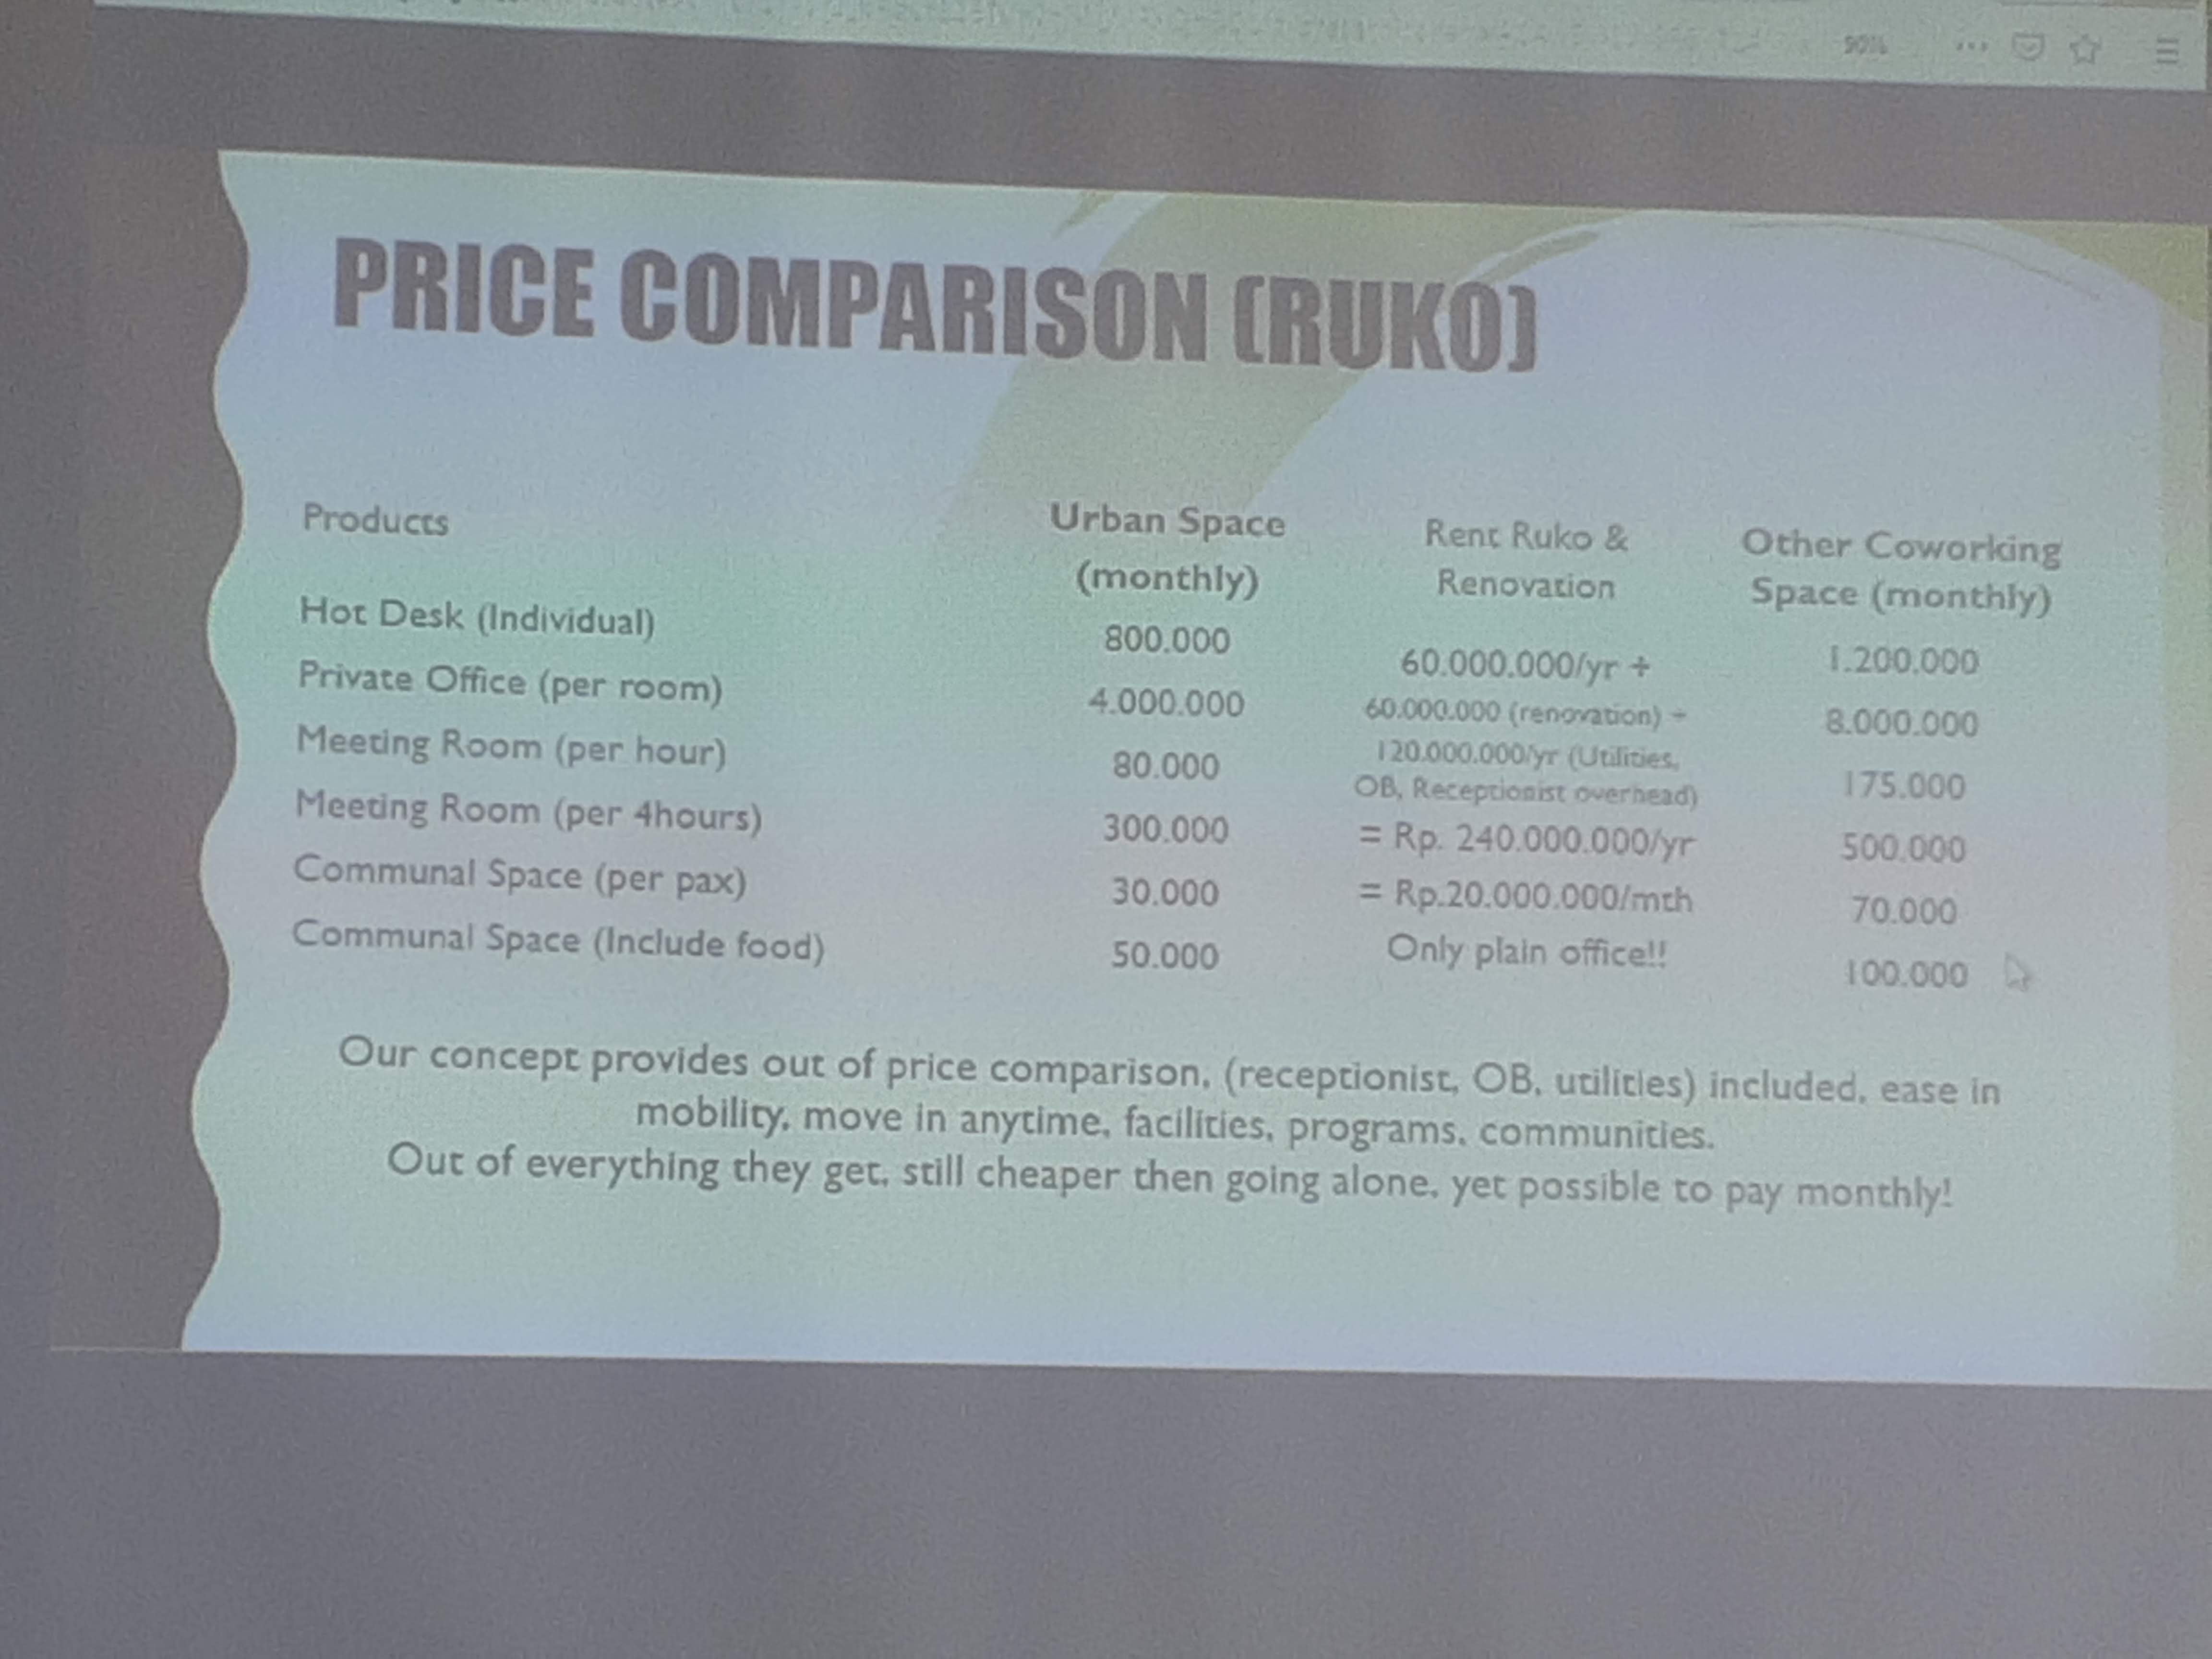 90%
PRICE COMPARISON (RUKO)
Products
Urban Space
(monthly)
Rent Ruko &
Renovation
Other Coworking
Space (monthly)
Hot Desk (Individual)
800.000
60.000.000/yr +
1.200.000
Private Office (per room)
4.000.000
60.000.000 (renovation) +
8.000.000
Meeting Room (per hour)
80.000
120.000.000/yr (Utilities,
OB, Receptionist overhead)
175.000
Meeting Room (per 4hours)
300.000
= Rp. 240.000.000/yr
500.000
Communal Space (per pax)
30.000
= Rp.20.000.000/mth
70.000
Communal Space (Include food)
50.000
Only plain office!!
100.000
Our concept provides out of price comparison, (receptionist, OB, utilities) included, ease in
mobility, move in anytime, facilities, programs, communities.
Out of everything they get, still cheaper then going alone, yet possible to pay monthly!